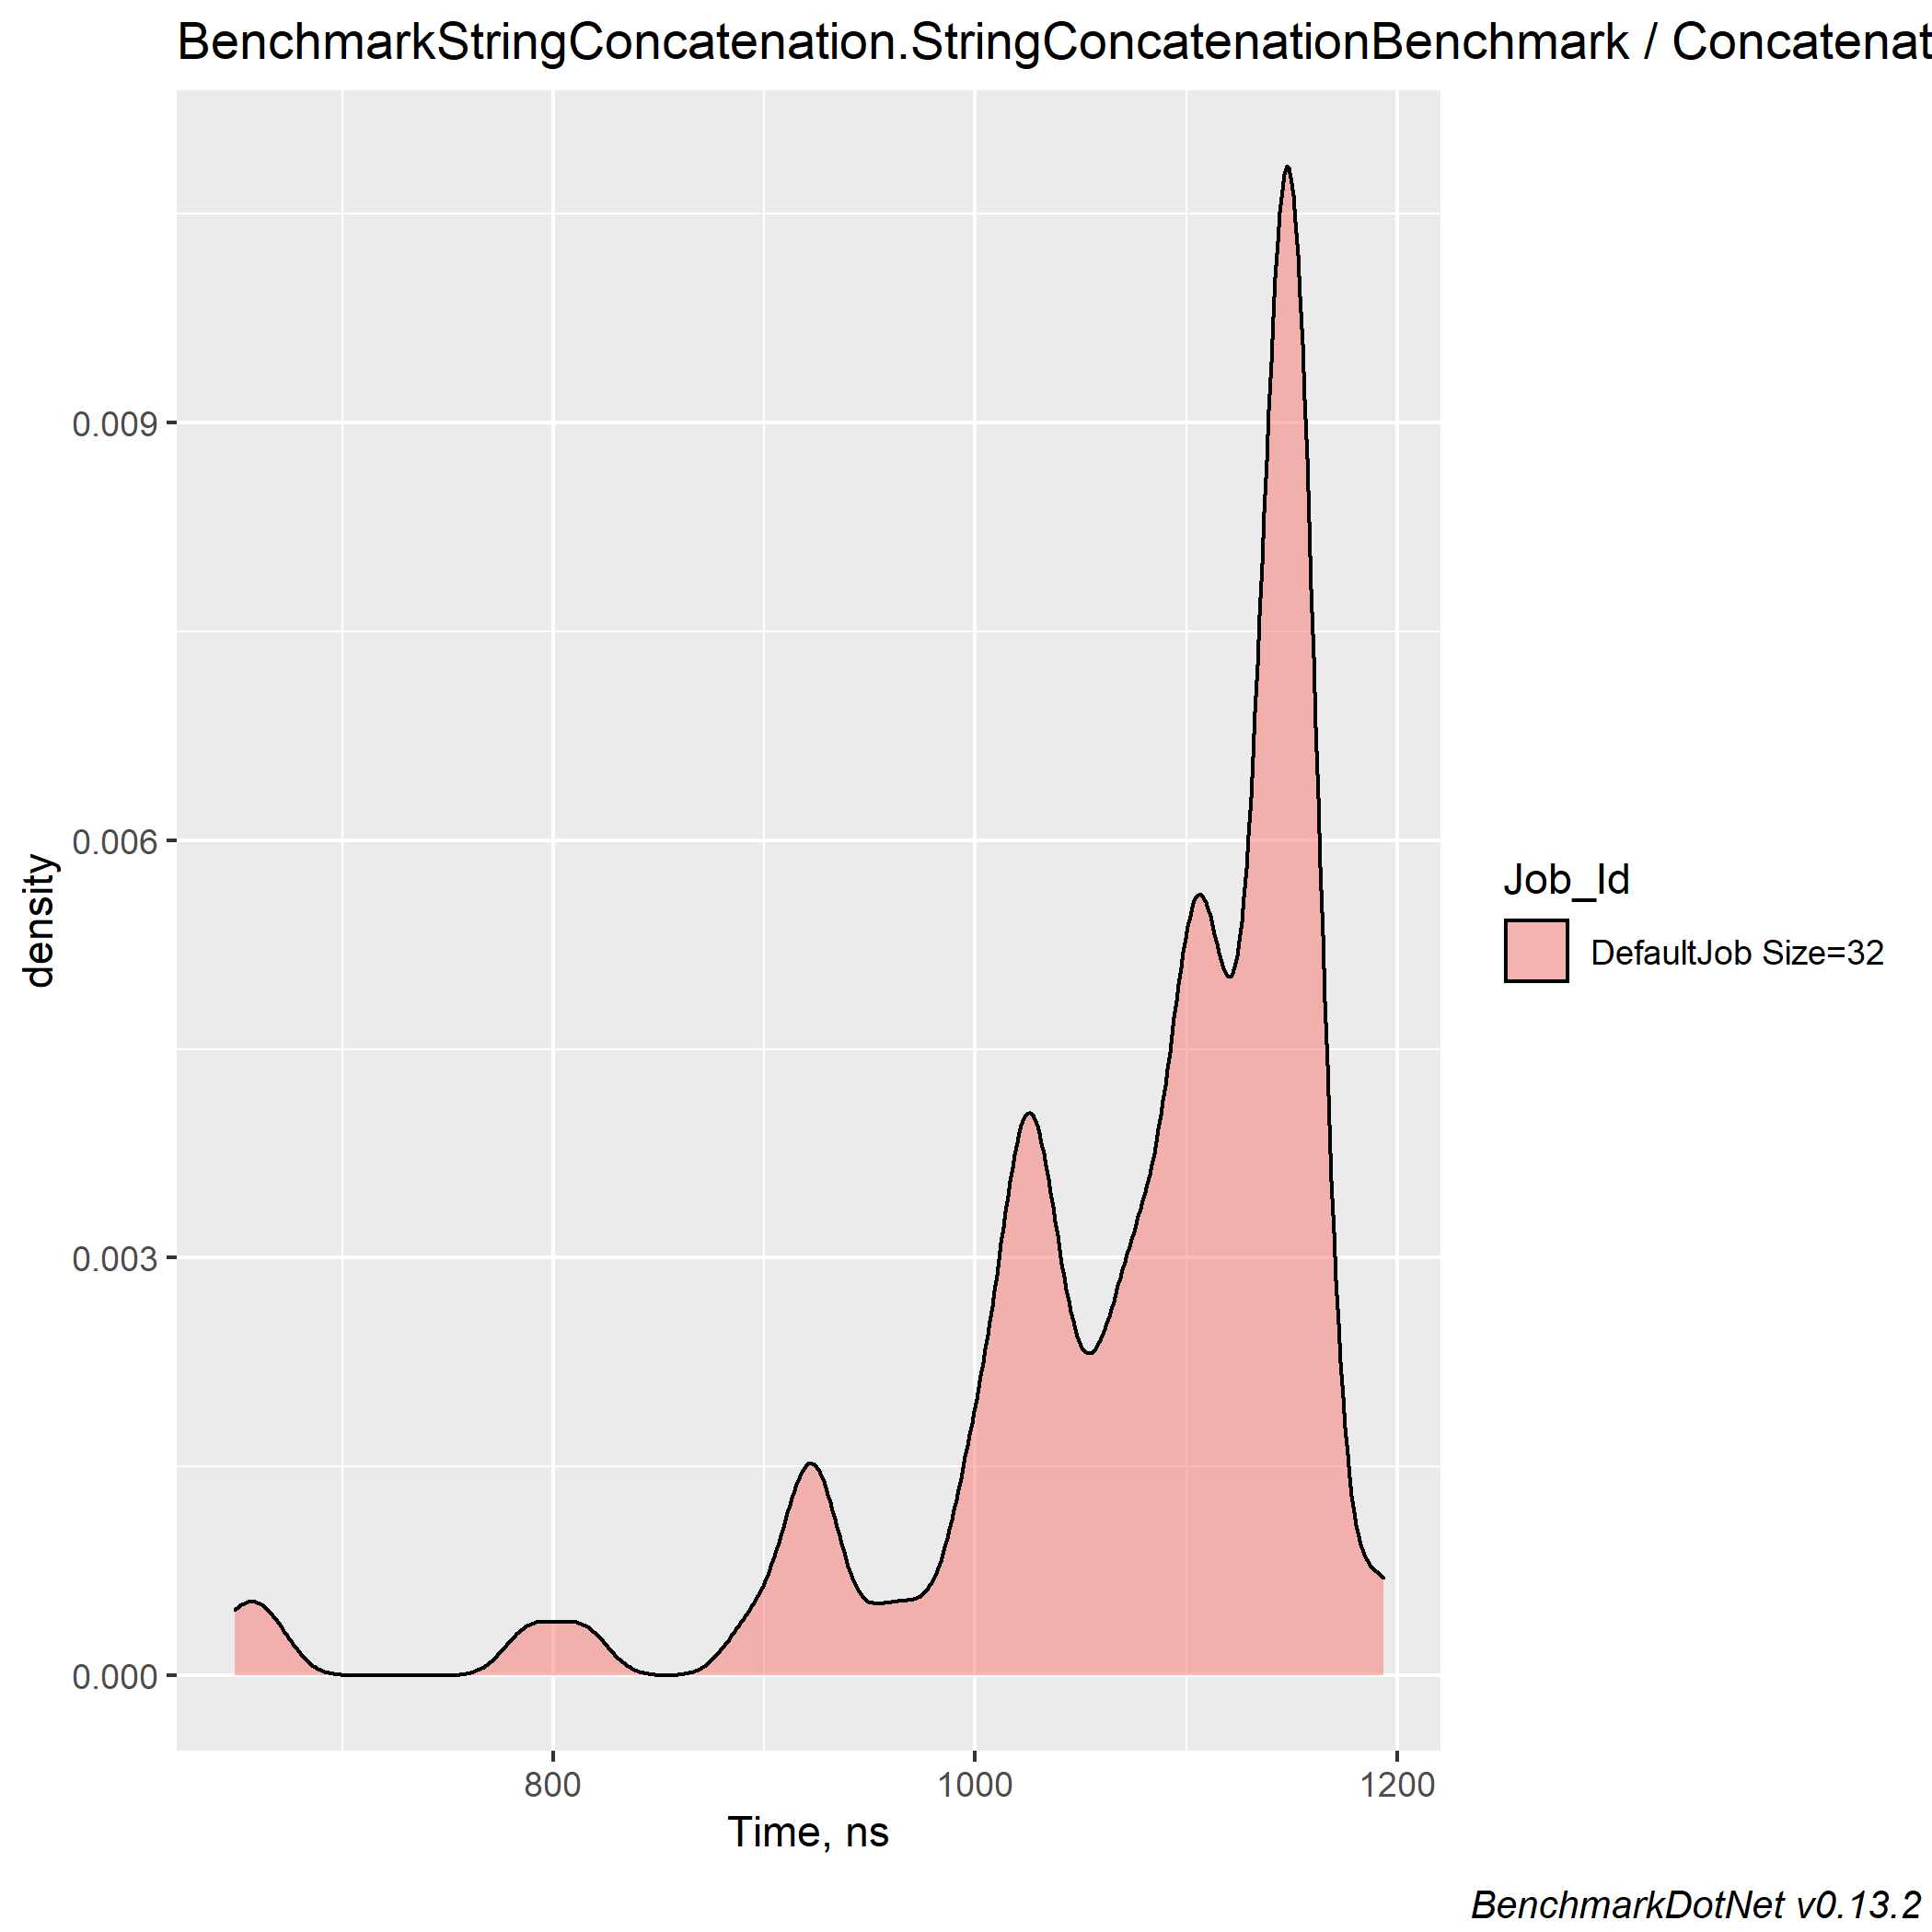 BenchmarkStringConcatenation.StringConcatenationBenchmark / Concatenat
0.009
0.006
0.003
0.000
density
800 1000 1200
Time, ns
Job_Id
DefaultJob Size=32
BenchmarkDotNet v0.13.2